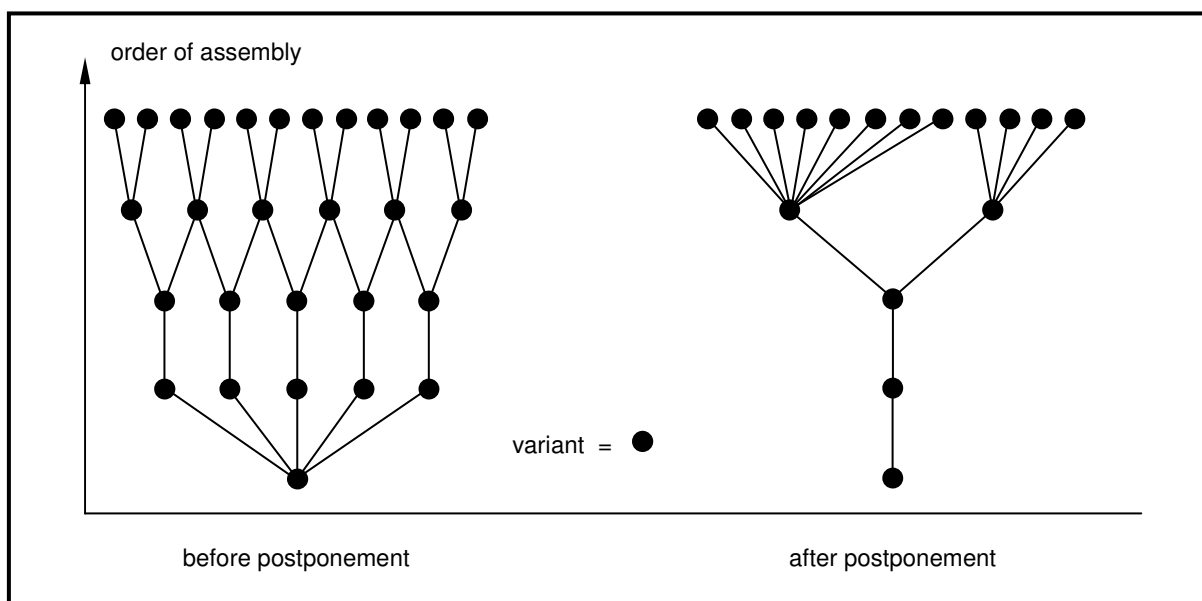 order of assembly
variant =
before postponement
after postponement